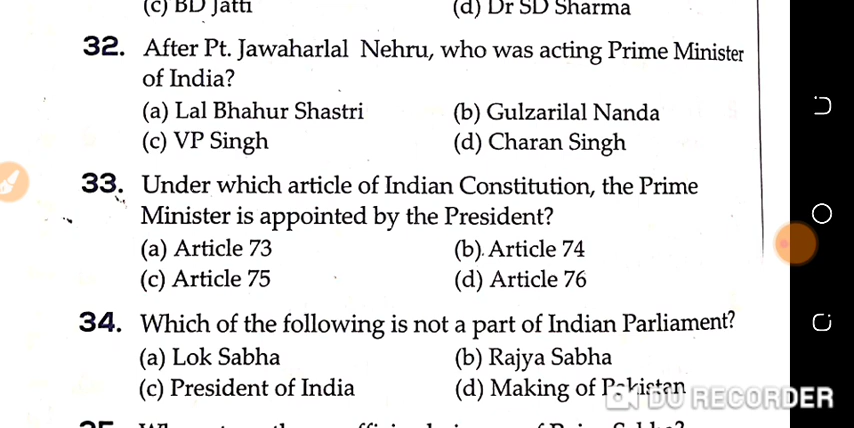 (c) BD Jatti (d) Dr SD Sharma
32. After Pt. Jawaharlal Nehru, who was acting Prime Minister
of India?
(a) Lal Bhahur Shastri (b) Gulzarilal Nanda
(c) VP Singh (d) Charan Singh
33. Under which article of Indian Constitution, the Prime
Minister is appointed by the President?
(a) Article 73 (b) Article 74
(c) Article 75 (d) Article 76
34. Which of the following is not a part of Indian Parliament?
(a) Lok Sabha (b) Rajya Sabha
(c) President of India (d) Making of Pakistan
DU RECORDER